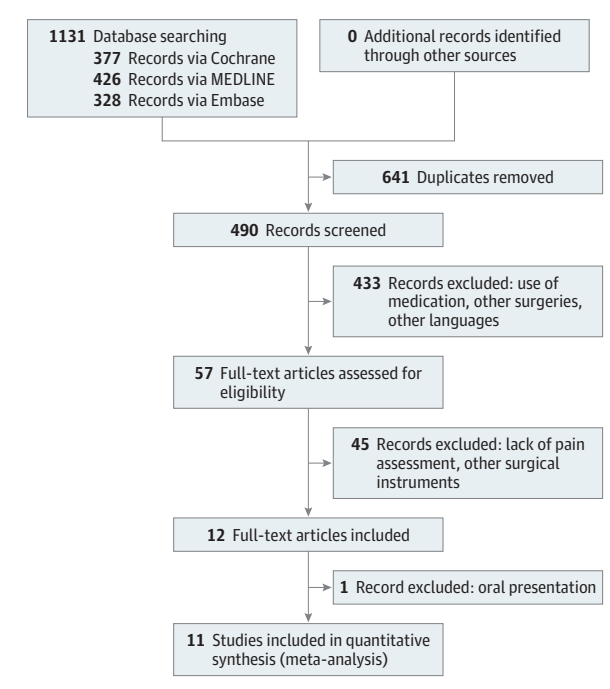 1131 Database searching
377 Records via Cochrane
426 Records via MEDLINE
328 Records via Embase
0 Additional records identified
through other sources
641 Duplicates removed
490 Records screened
433 Records excluded: use of
medication, other surgeries,
other languages
57 Full-text articles assessed for
eligibility
45 Records excluded: lack of pain
assessment, other surgical
instruments
12 Full-text articles included
1 Record excluded: oral presentation
11 Studies included in quantitative
synthesis (meta-analysis)